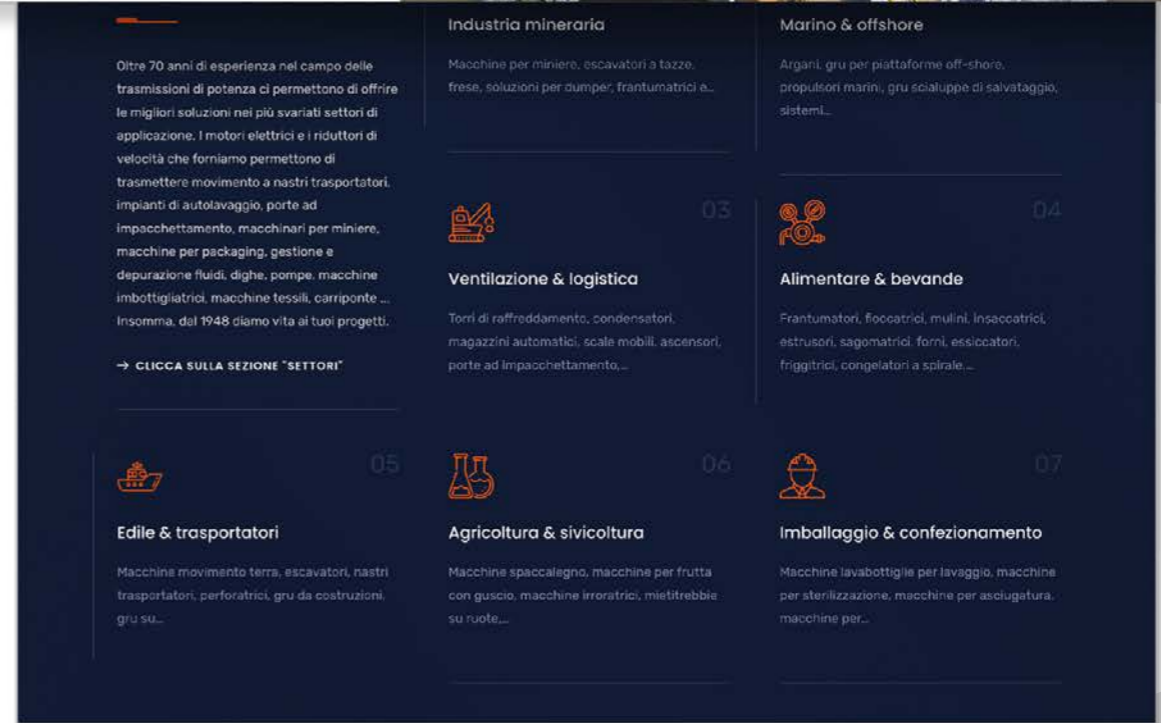 Oltre 70 anni di esperienza nel campo delle
trasmissioni di potenza ci permettono di offrire
le migliori soluzioni nei più svariati settori di
applicazione. I motori elettrici e i riduttori di
velocità che forniamo permettono di
trasmettere movimento a nastri trasportatori,
impianti di autolavaggio, porte ad
impacchettamento, macchinari per miniere,
macchine per packaging, gestione e
depurazione fluidi, dighe, pompe, macchine
imbottigliatrici, macchine tessili, carriponte ...
Insomma, dal 1948 diamo vita ai tuoi progetti.
→ CLICCA SULLA SEZIONE "SETTORI"
Industria mineraria
Macchine per miniere, escavatori a tazze,
frese, soluzioni per dumper, frantumatrici e...
Marino & offshore
Argani, gru per piattaforme off-shore,
propulsori marini, gru scialuppe di salvataggio,
sistemi...
03
Ventilazione & logistica
Torri di raffreddamento, condensatori,
magazzini automatici, scale mobili, ascensori,
porte ad impacchettamento,...
04
Alimentare & bevande
Frantumatori, fioccatrici, mulini, insaccatrici,
estrusori, sagomatrici, forni, essiccatori,
friggitrici, congelatori a spirale,...
05
Edile & trasportatori
Macchine movimento terra, escavatori, nastri
trasportatori, perforatrici, gru da costruzioni,
gru su...
06
Agricoltura & sivicoltura
Macchine spaccalegno, macchine per frutta
con guscio, macchine irroratrici, mietitrebbie
su ruote,...
07
Imballaggio & confezionamento
Macchine lavabottiglie per lavaggio, macchine
per sterilizzazione, macchine per asciugatura,
macchine per...